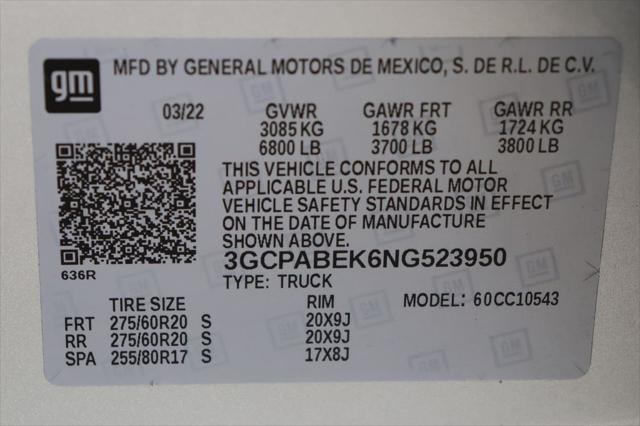 gm
MFD BY GENERAL MOTORS DE MEXICO, S. DE R.L. DE C.V.
03/22 GVWR GAWR FRT GAWR RR
3085 KG 1678 KG 1724 KG
6800 LB 3700 LB 3800 LB
THIS VEHICLE CONFORMS TO ALL
APPLICABLE U.S. FEDERAL MOTOR
VEHICLE SAFETY STANDARDS IN EFFECT
ON THE DATE OF MANUFACTURE
SHOWN ABOVE.
636R
3GCPABEK6NG523950
TYPE: TRUCK MODEL: 60CC10543
TIRE SIZE RIM
FRT 275/60R20 S 20X9J
RR 275/60R20 S 20X9J
SPA 255/80R17 S 17X8J